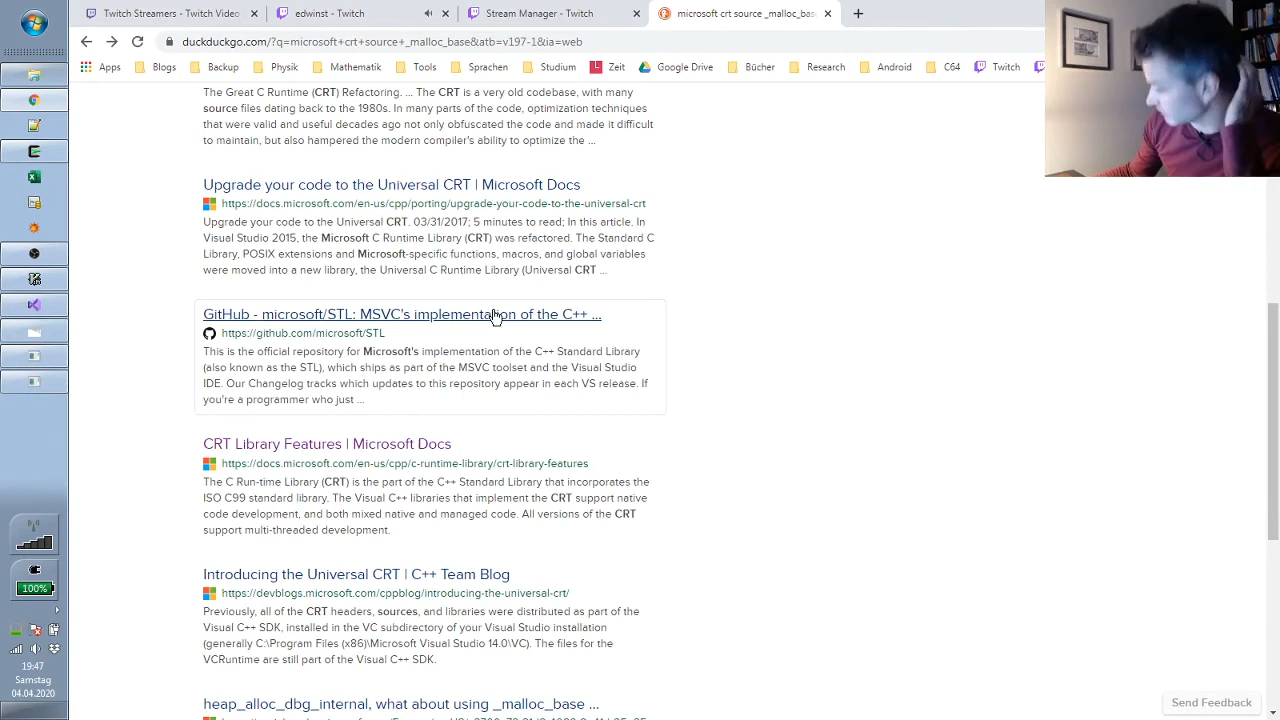 Twitch Streamers - Twitch Video
edwinst - Twitch
Stream Manager - Twitch
microsoft crt source _malloc_bas
duckduckgo.com/?q=microsoft+crt+source+_malloc_base&atb=v197-1&ia=web
Apps
Blogs
Backup
Physik
Mathem
Tools
Sprachen
Studium
Zeit
Google Drive
Bücher
Research
Android
C64
Twitch
The Great C Runtime (CRT) Refactoring. ... The CRT is a very old codebase, with many
source files dating back to the 1980s. In many parts of the code, optimization techniques
that were valid and useful decades ago not only obfuscated the code and made it difficult
to maintain, but also hampered the modern compiler's ability to optimize the ...
Upgrade your code to the Universal CRT | Microsoft Docs
https://docs.microsoft.com/en-us/cpp/porting/upgrade-your-code-to-the-universal-crt
Upgrade your code to the Universal CRT. 03/31/2017; 5 minutes to read; In this article. In
Visual Studio 2015, the Microsoft C Runtime Library (CRT) was refactored. The Standard C
Library, POSIX extensions and Microsoft-specific functions, macros, and global variables
were moved into a new library, the Universal C Runtime Library (Universal CRT ...
GitHub - microsoft/STL: MSVC's implementation of the C++ ...
https://github.com/microsoft/STL
This is the official repository for Microsoft's implementation of the C++ Standard Library
(also known as the STL), which ships as part of the MSVC toolset and the Visual Studio
IDE. Our Changelog tracks which updates to this repository appear in each VS release. If
you're a programmer who just ...
CRT Library Features | Microsoft Docs
https://docs.microsoft.com/en-us/cpp/c-runtime-library/crt-library-features
The C Run-time Library (CRT) is the part of the C++ Standard Library that incorporates the
ISO C99 standard library. The Visual C++ libraries that implement the CRT support native
code development, and both mixed native and managed code. All versions of the CRT
support multi-threaded development.
Introducing the Universal CRT | C++ Team Blog
https://devblogs.microsoft.com/cppblog/introducing-the-universal-crt/
Previously, all of the CRT headers, sources, and libraries were distributed as part of the
Visual C++ SDK, installed in the VC subdirectory of your Visual Studio installation
(generally C:\Program Files (x86)\Microsoft Visual Studio 14.0\VC). The files for the
VCRuntime are still part of the Visual C++ SDK.
heap_alloc_dbg_internal, what about using _malloc_base ...
Send Feedback
100%
19:47
Samstag
04.04.2020